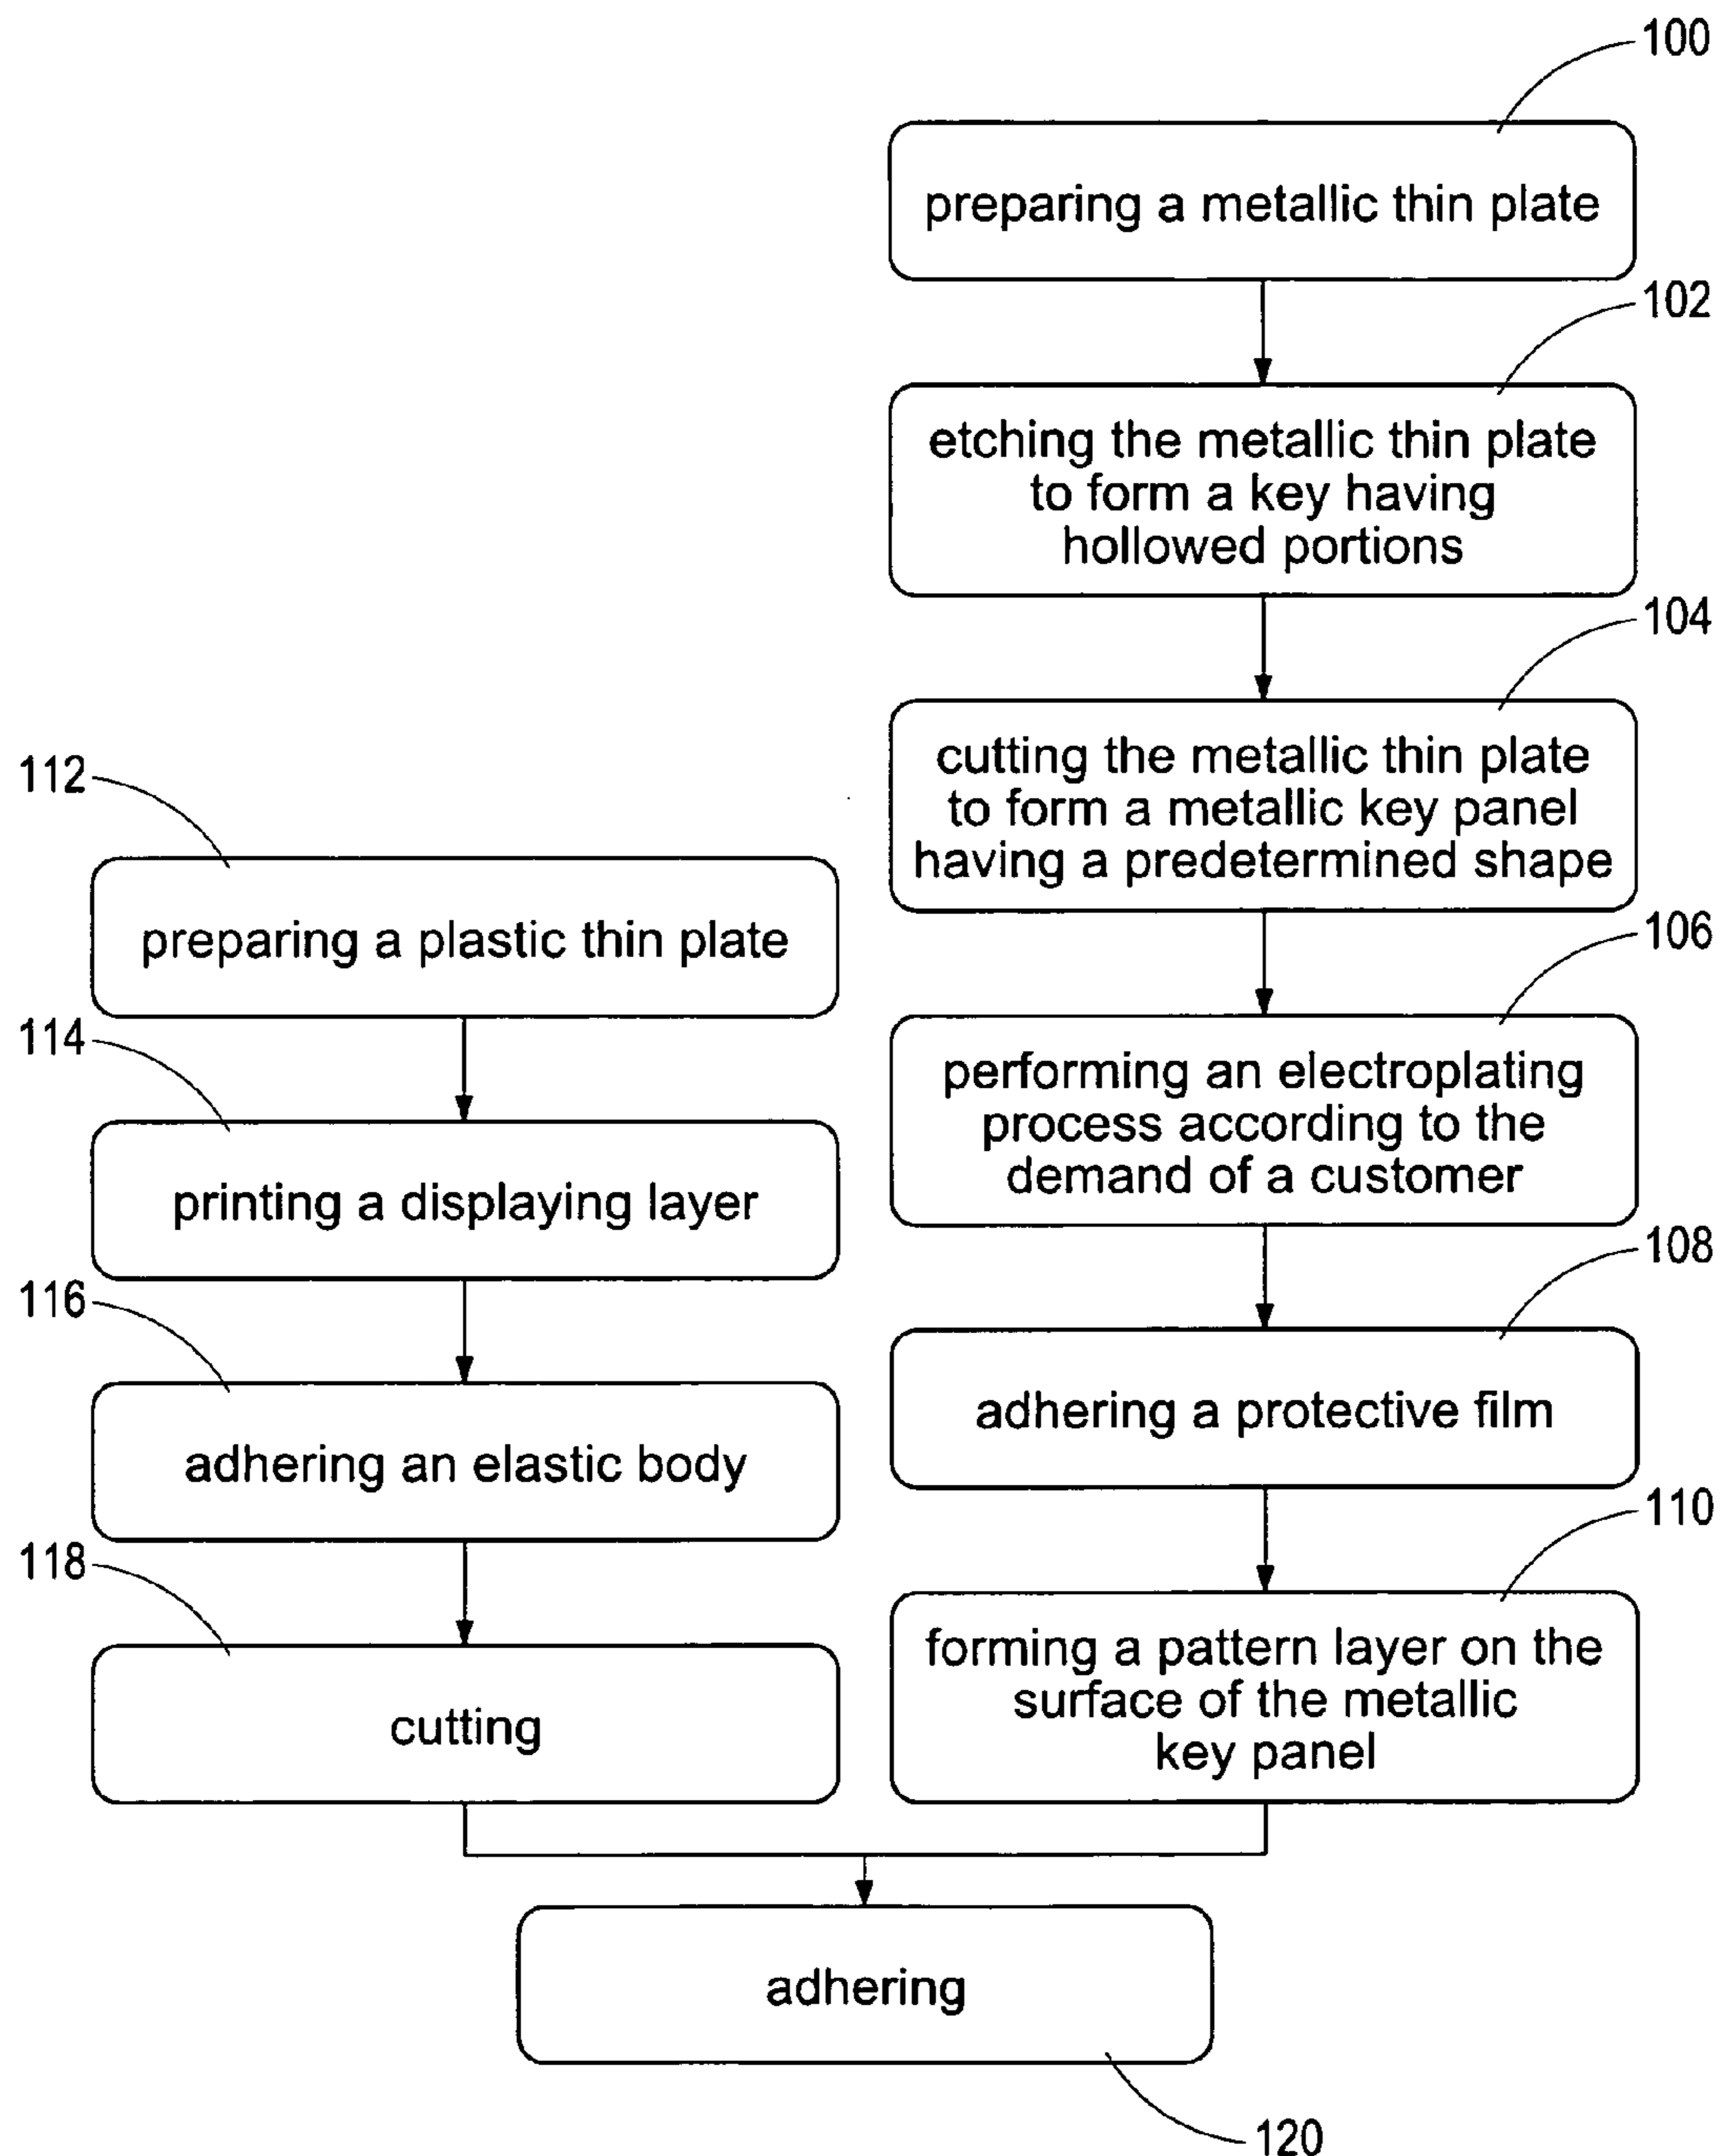 100
preparing a metallic thin plate
102
etching the metallic thin plate
to form a key having
hollowed portions
104
cutting the metallic thin plate
to form a metallic key panel
having a predetermined shape
106
performing an electroplating
process according to the
demand of a customer
108
adhering a protective film
110
forming a pattern layer on the
surface of the metallic
key panel
112
preparing a plastic thin plate
114
printing a displaying layer
116
adhering an elastic body
118
cutting
adhering
120